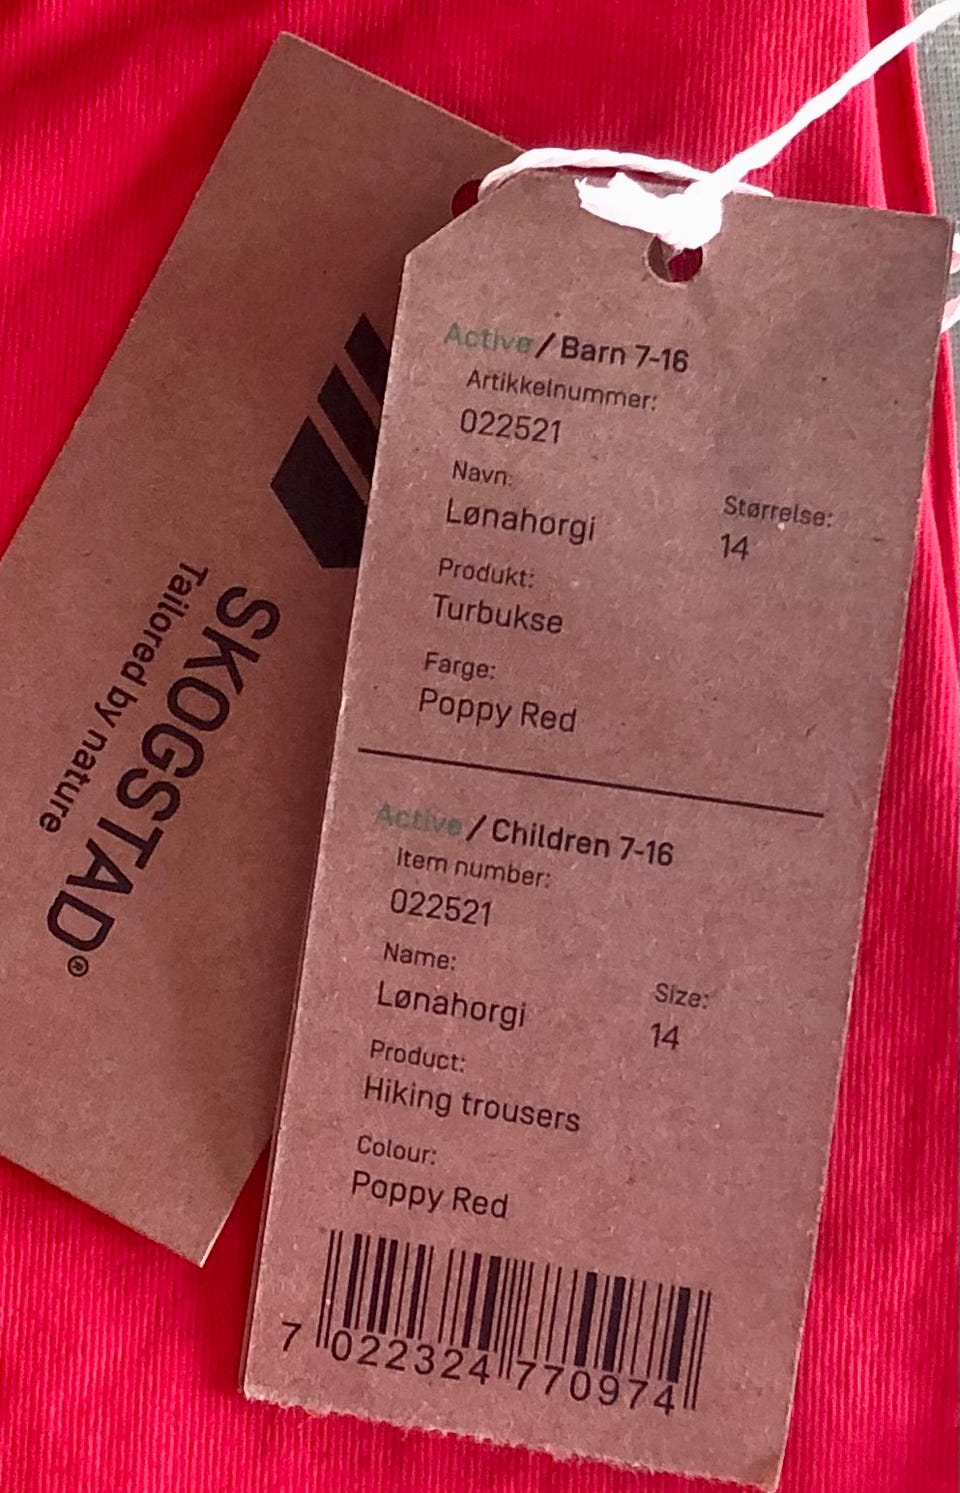 SKOGSTAD®
Tailored by nature
Active / Barn 7-16
Artikkelnummer:
022521
Navn:
Lønahorgi
Størrelse:
14
Produkt:
Turbukse
Farge:
Poppy Red
Active / Children 7-16
Item number:
022521
Name:
Lønahorgi
Size:
14
Product:
Hiking trousers
Colour:
Poppy Red
7 022324 770974